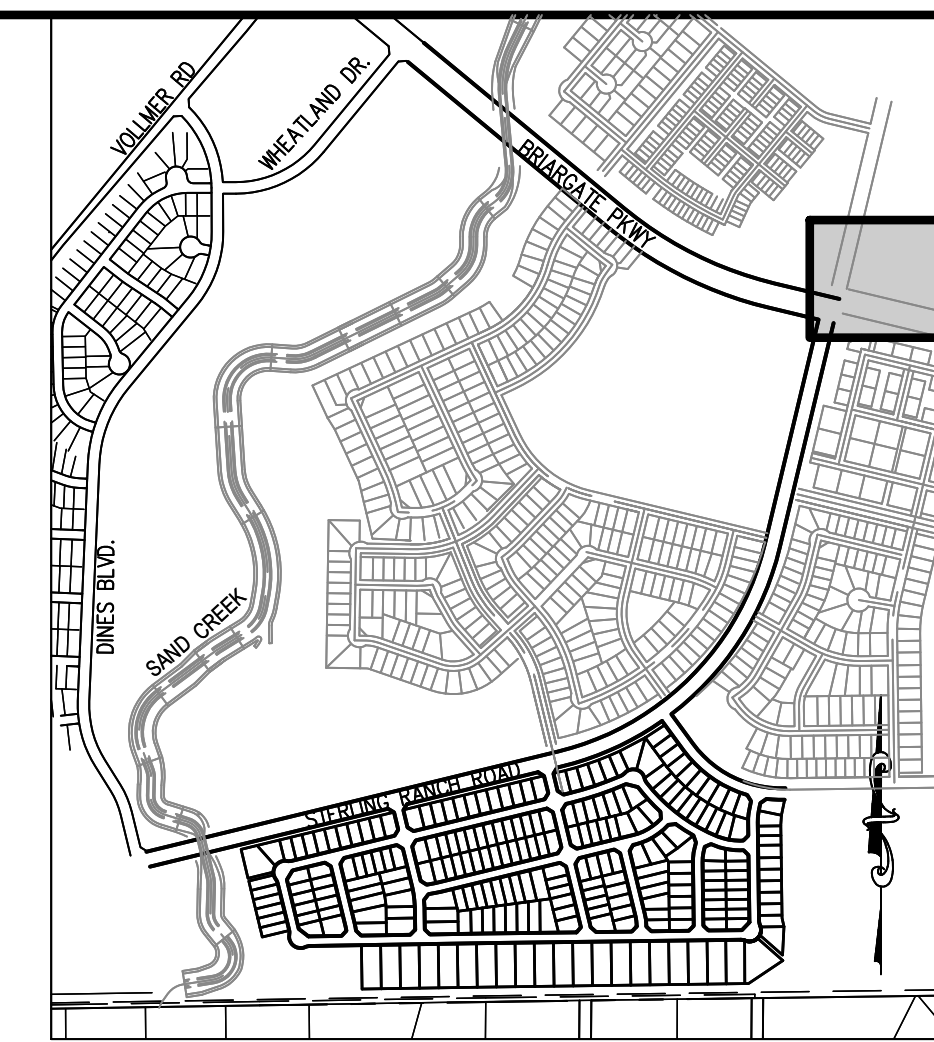 VOLLMER RD
WHEATLAND DR.
BRIARGATE PKWY
DINES BLVD.
SAND CREEK
STERLING RANCH ROAD